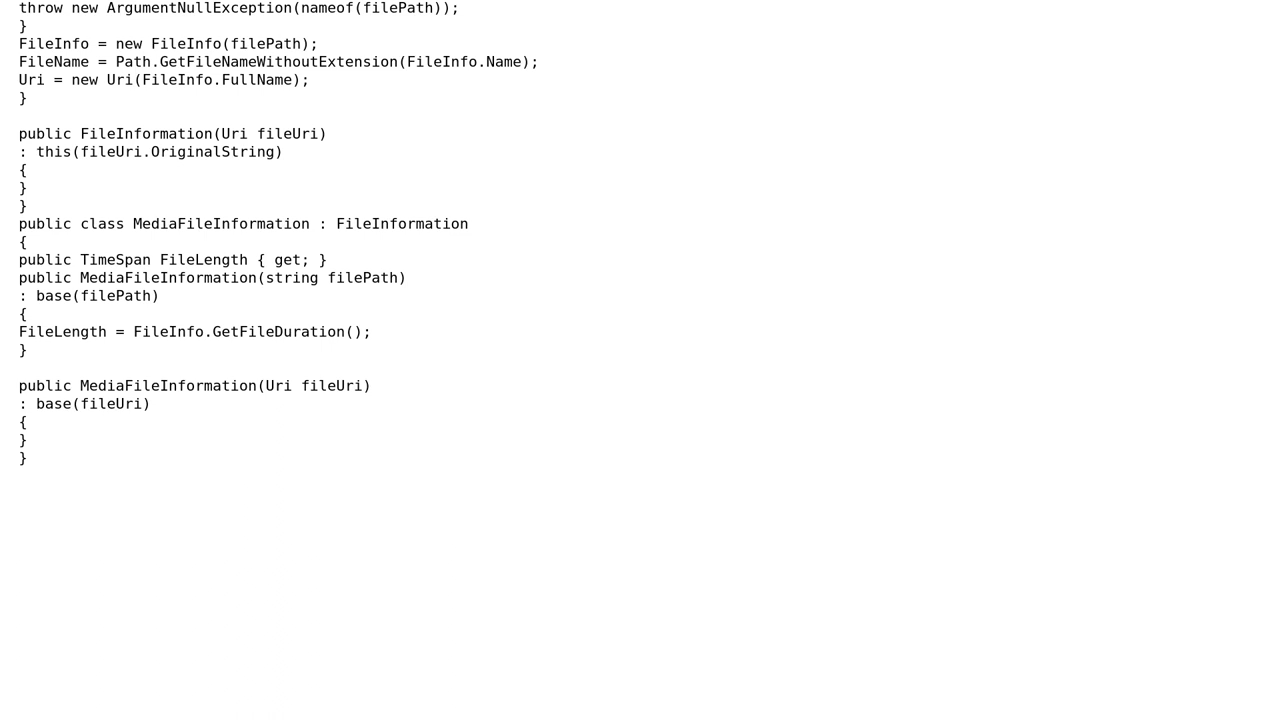 throw new ArgumentNullException(nameof(filePath));
}
FileInfo = new FileInfo(filePath);
FileName = Path.GetFileNameWithoutExtension(FileInfo.Name);
Uri = new Uri(FileInfo.FullName);
}

public FileInformation(Uri fileUri)
: this(fileUri.OriginalString)
{
}
}
public class MediaFileInformation : FileInformation
{
public TimeSpan FileLength { get; }
public MediaFileInformation(string filePath)
: base(filePath)
{
FileLength = FileInfo.GetFileDuration();
}

public MediaFileInformation(Uri fileUri)
: base(fileUri)
{
}
}